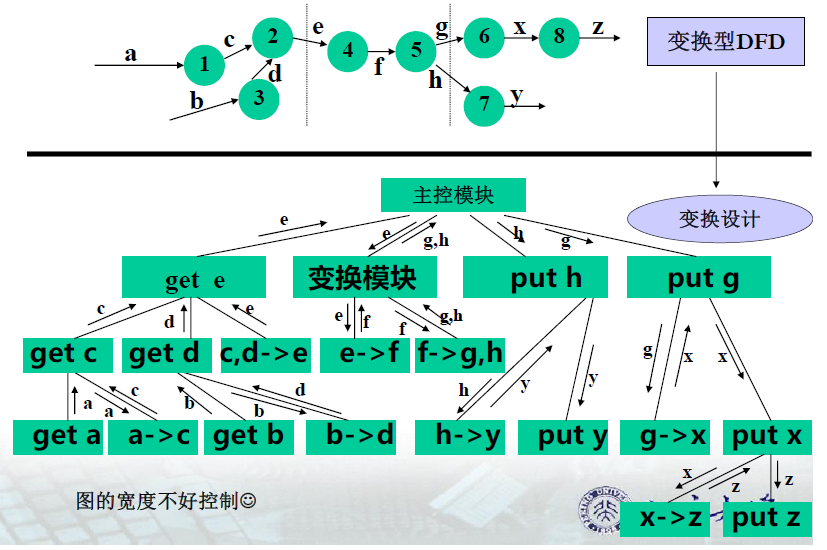 a
b
c
d
e
f
g
h
x
y
z
1
2
3
4
5
6
7
8
变换型DFD
主控模块
变换设计
e
e
g,h
h
g
get e
变换模块
put h
put g
c
d
e
e
f
f
g,h
g
x
x
get c
get d
c,d->e
e->f
f->g,h
a
a
c
b
b
d
h
y
y
get a
a->c
get b
b->d
h->y
put y
g->x
put x
x
z
z
图的宽度不好控制☺
x->z
put z